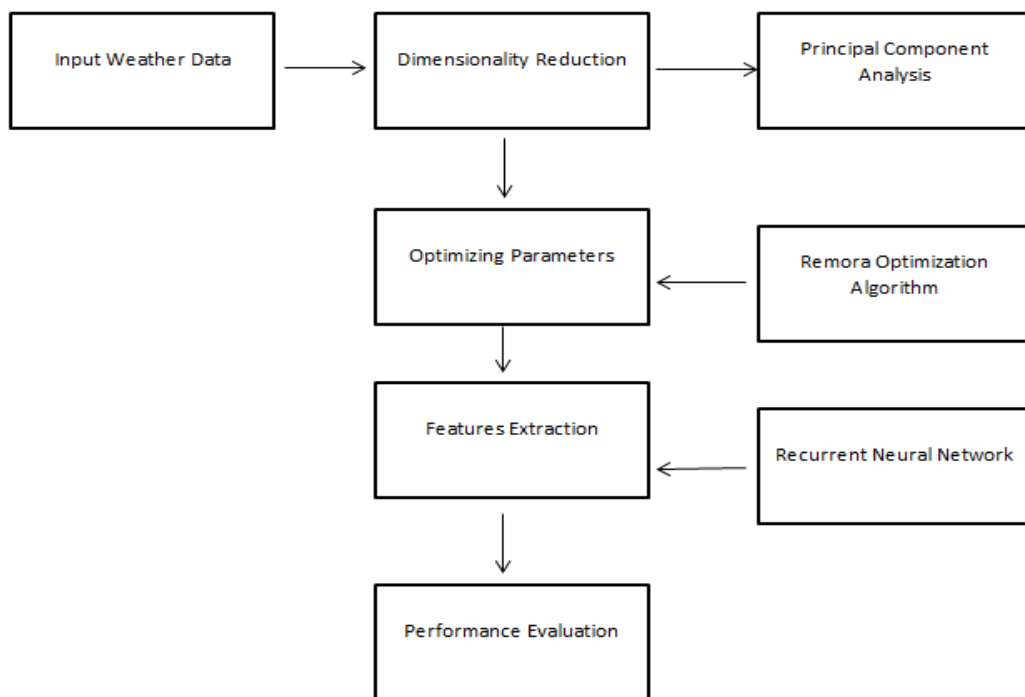 Input Weather Data
Dimensionality Reduction
Principal Component
Analysis
Optimizing Parameters
Remora Optimization
Algorithm
Features Extraction
Recurrent Neural Network
Performance Evaluation